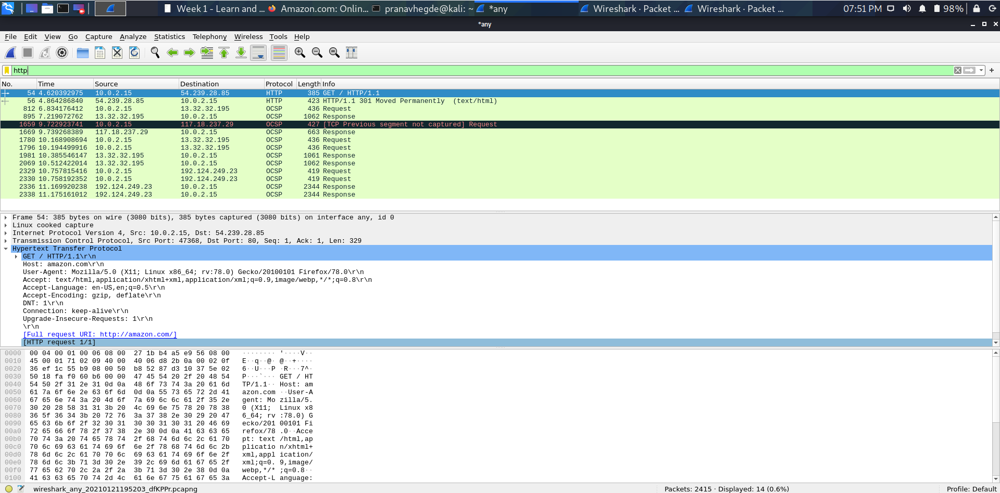 Week 1 - Learn and ... Amazon.com: Onlin... pranavhegde@kali: ~ *any Wireshark · Packet ... Wireshark · Packet ... 07:51 PM 98%
*any
File Edit View Go Capture Analyze Statistics Telephony Wireless Tools Help
http
No. Time Source Destination Protocol Length Info
54 4.620392975 10.0.2.15 54.239.28.85 HTTP 385 GET / HTTP/1.1
56 4.864286840 54.239.28.85 10.0.2.15 HTTP 423 HTTP/1.1 301 Moved Permanently (text/html)
812 6.834176412 10.0.2.15 13.32.32.195 OCSP 436 Request
895 7.219072762 13.32.32.195 10.0.2.15 OCSP 1062 Response
1659 9.722923741 10.0.2.15 117.18.237.29 OCSP 427 [TCP Previous segment not captured] Request
1669 9.739268389 117.18.237.29 10.0.2.15 OCSP 663 Response
1780 10.168908694 10.0.2.15 13.32.32.195 OCSP 436 Request
1796 10.194499916 10.0.2.15 13.32.32.195 OCSP 436 Request
1981 10.385546147 13.32.32.195 10.0.2.15 OCSP 1061 Response
2069 10.512422014 13.32.32.195 10.0.2.15 OCSP 1062 Response
2329 10.757815416 10.0.2.15 192.124.249.23 OCSP 419 Request
2330 10.758192352 10.0.2.15 192.124.249.23 OCSP 419 Request
2336 11.169920238 192.124.249.23 10.0.2.15 OCSP 2344 Response
2338 11.175161012 192.124.249.23 10.0.2.15 OCSP 2344 Response
Frame 54: 385 bytes on wire (3080 bits), 385 bytes captured (3080 bits) on interface any, id 0
Linux cooked capture
Internet Protocol Version 4, Src: 10.0.2.15, Dst: 54.239.28.85
Transmission Control Protocol, Src Port: 47368, Dst Port: 80, Seq: 1, Ack: 1, Len: 329
Hypertext Transfer Protocol
GET / HTTP/1.1\r\n
Host: amazon.com\r\n
User-Agent: Mozilla/5.0 (X11; Linux x86_64; rv:78.0) Gecko/20100101 Firefox/78.0\r\n
Accept: text/html,application/xhtml+xml,application/xml;q=0.9,image/webp,*/*;q=0.8\r\n
Accept-Language: en-US,en;q=0.5\r\n
Accept-Encoding: gzip, deflate\r\n
DNT: 1\r\n
Connection: keep-alive\r\n
Upgrade-Insecure-Requests: 1\r\n
\r\n
[Full request URI: http://amazon.com/]
[HTTP request 1/1]
0000 00 04 00 01 00 06 08 00 27 1b b4 a5 e9 56 08 00 ········ '····V··
0010 45 00 01 71 02 09 40 00 40 06 d8 2b 0a 00 02 0f E··q··@· @··+····
0020 36 ef 1c 55 b9 08 00 50 b8 52 87 d3 10 37 5e 02 6··U···P ·R···7^·
0030 50 18 fa f0 60 b6 00 00 47 45 54 20 2f 20 48 54 P···`··· GET / HT
0040 54 50 2f 31 2e 31 0d 0a 48 6f 73 74 3a 20 61 6d TP/1.1·· Host: am
0050 61 7a 6f 6e 2e 63 6f 6d 0d 0a 55 73 65 72 2d 41 azon.com ··User-A
0060 67 65 6e 74 3a 20 4d 6f 7a 69 6c 6c 61 2f 35 2e gent: Mo zilla/5.
0070 30 20 28 58 31 31 3b 20 4c 69 6e 75 78 20 78 38 0 (X11; Linux x8
0080 36 5f 36 34 3b 20 72 76 3a 37 38 2e 30 29 20 47 6_64; rv :78.0) G
0090 65 63 6b 6f 2f 32 30 31 30 30 31 30 31 20 46 69 ecko/201 00101 Fi
00a0 72 65 66 6f 78 2f 37 38 2e 30 0d 0a 41 63 63 65 refox/78 .0··Acce
00b0 70 74 3a 20 74 65 78 74 2f 68 74 6d 6c 2c 61 70 pt: text /html,ap
00c0 70 6c 69 63 61 74 69 6f 6e 2f 78 68 74 6d 6c 2b plicatio n/xhtml+
00d0 78 6d 6c 2c 61 70 70 6c 69 63 61 74 69 6f 6e 2f xml,appl ication/
00e0 78 6d 6c 3b 71 3d 30 2e 39 2c 69 6d 61 67 65 2f xml;q=0. 9,image/
00f0 77 65 62 70 2c 2a 2f 2a 3b 71 3d 30 2e 38 0d 0a webp,*/* ;q=0.8··
0100 41 63 63 65 70 74 2d 4c 61 6e 67 75 61 67 65 3a Accept-L anguage:
wireshark_any_20210121195203_dfKPPr.pcapng Packets: 2415 · Displayed: 14 (0.6%) Profile: Default